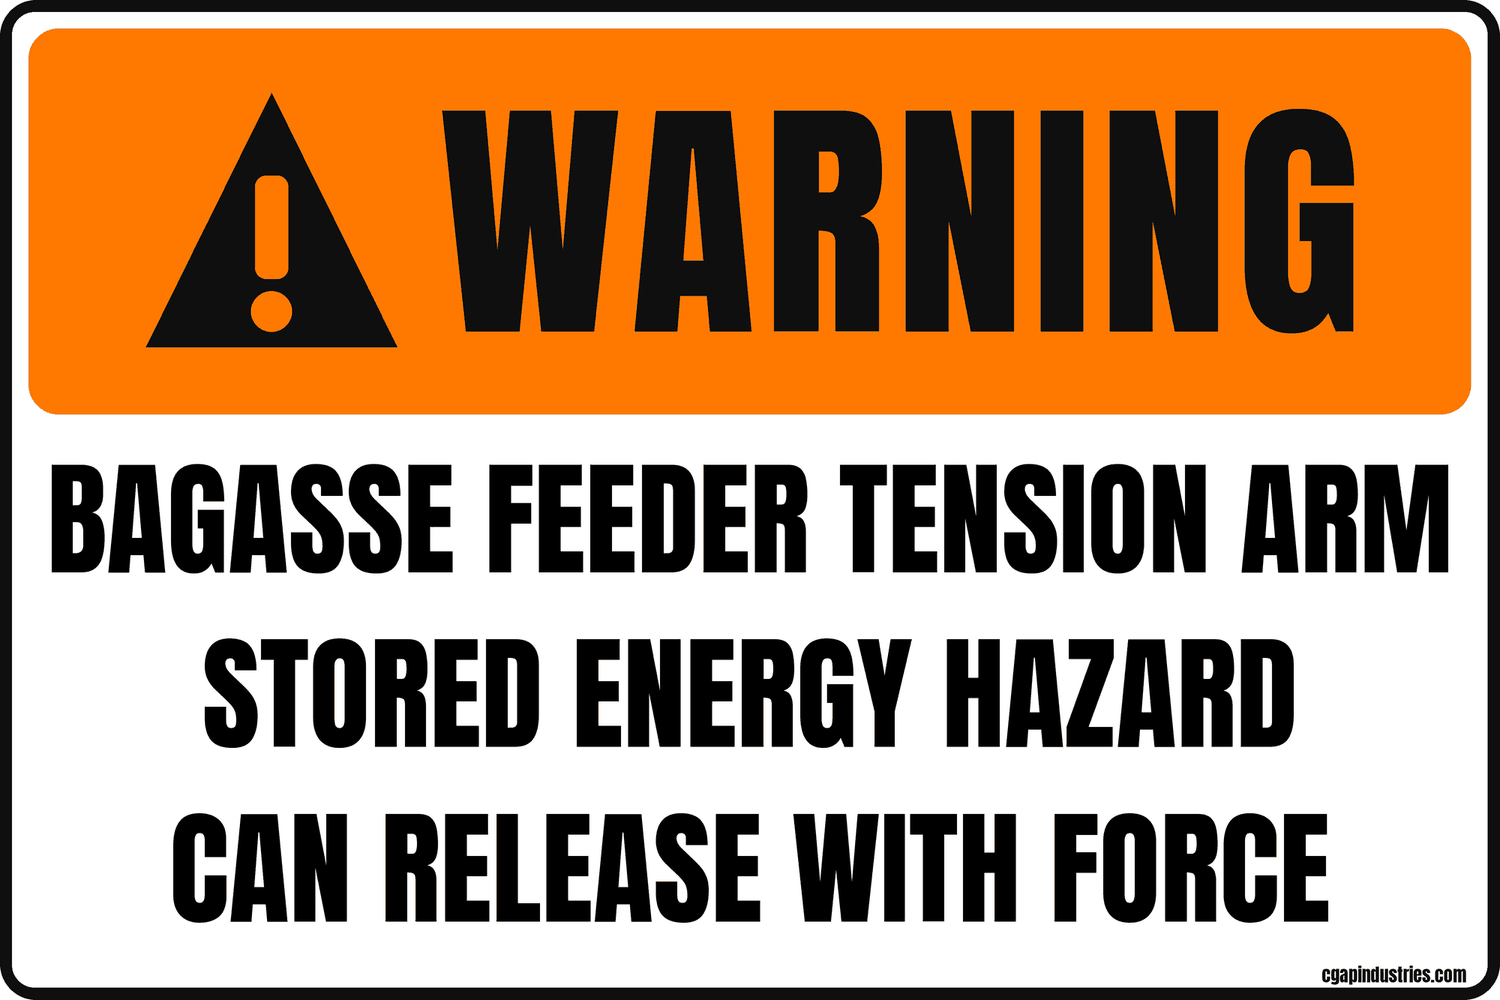 WARNING
BAGASSE FEEDER TENSION ARM
STORED ENERGY HAZARD
CAN RELEASE WITH FORCE
cgapindustries.com